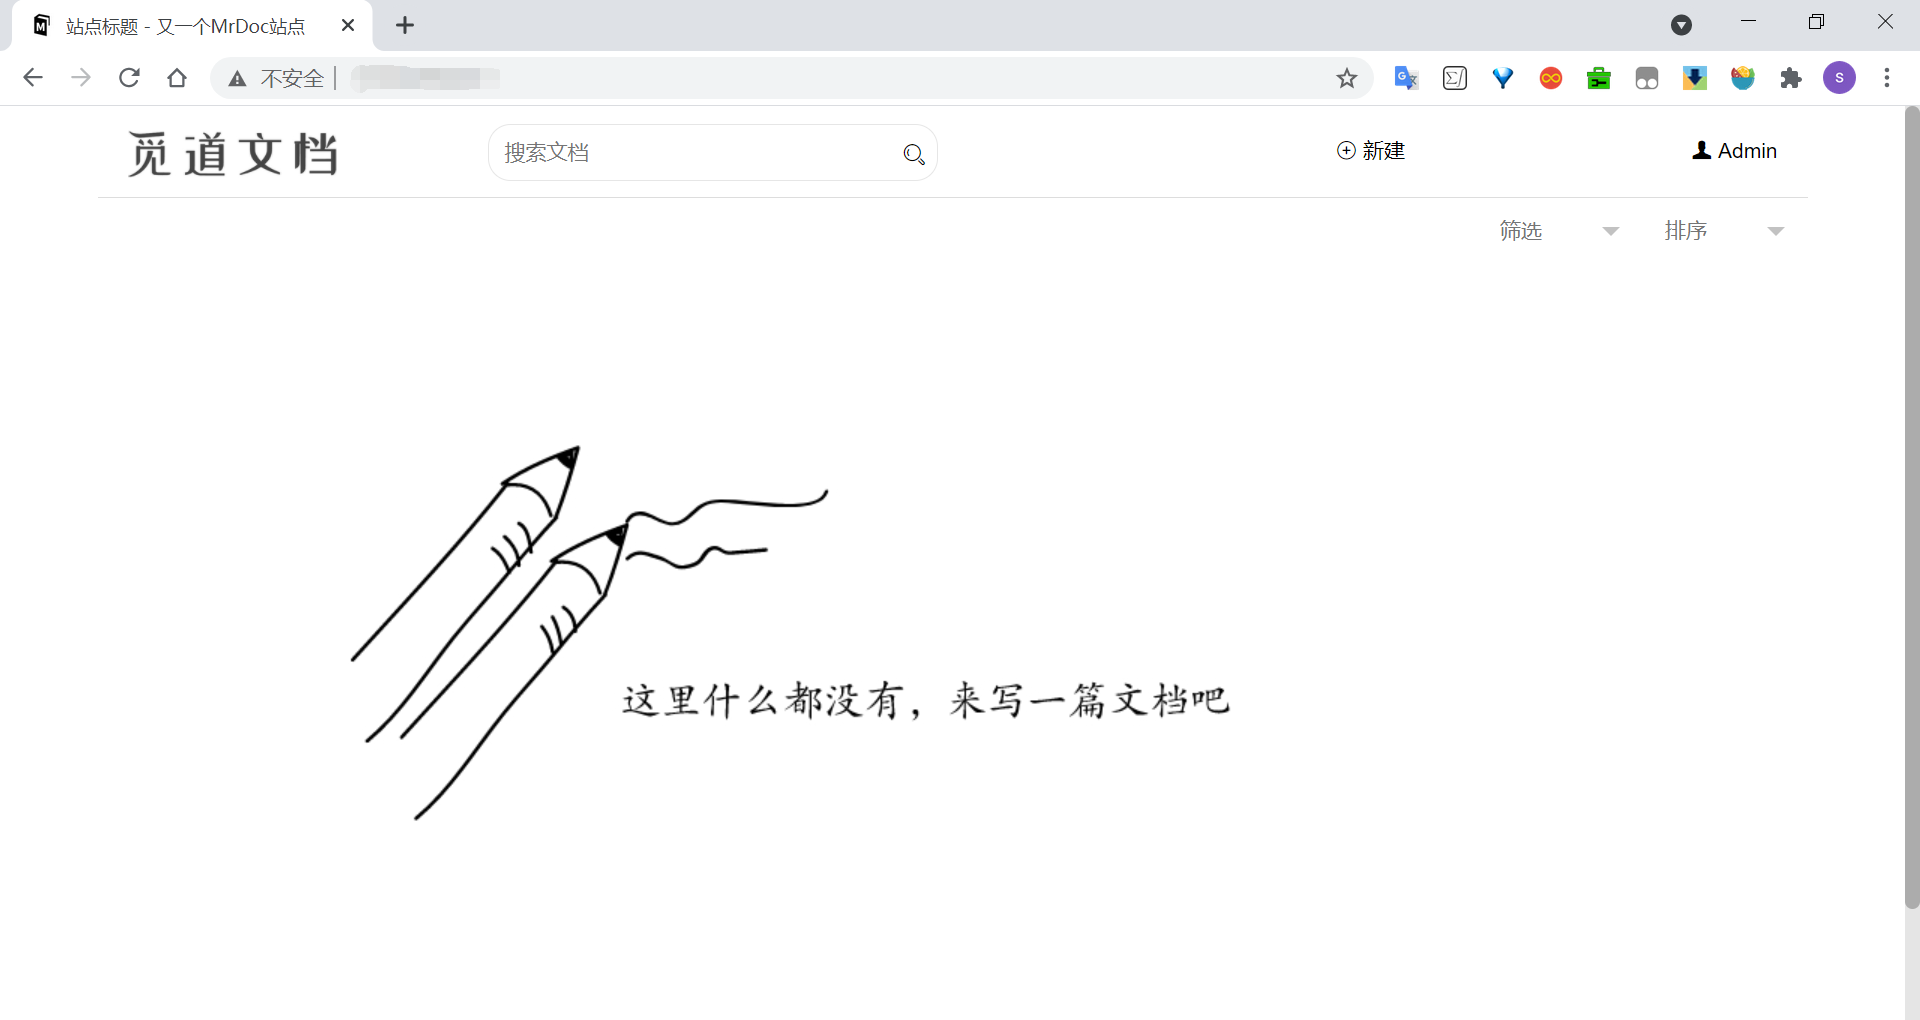 站点标题 - 又一个MrDoc站点
不安全
S
觅道文档
搜索文档
新建
Admin
筛选
排序
这里什么都没有，来写一篇文档吧